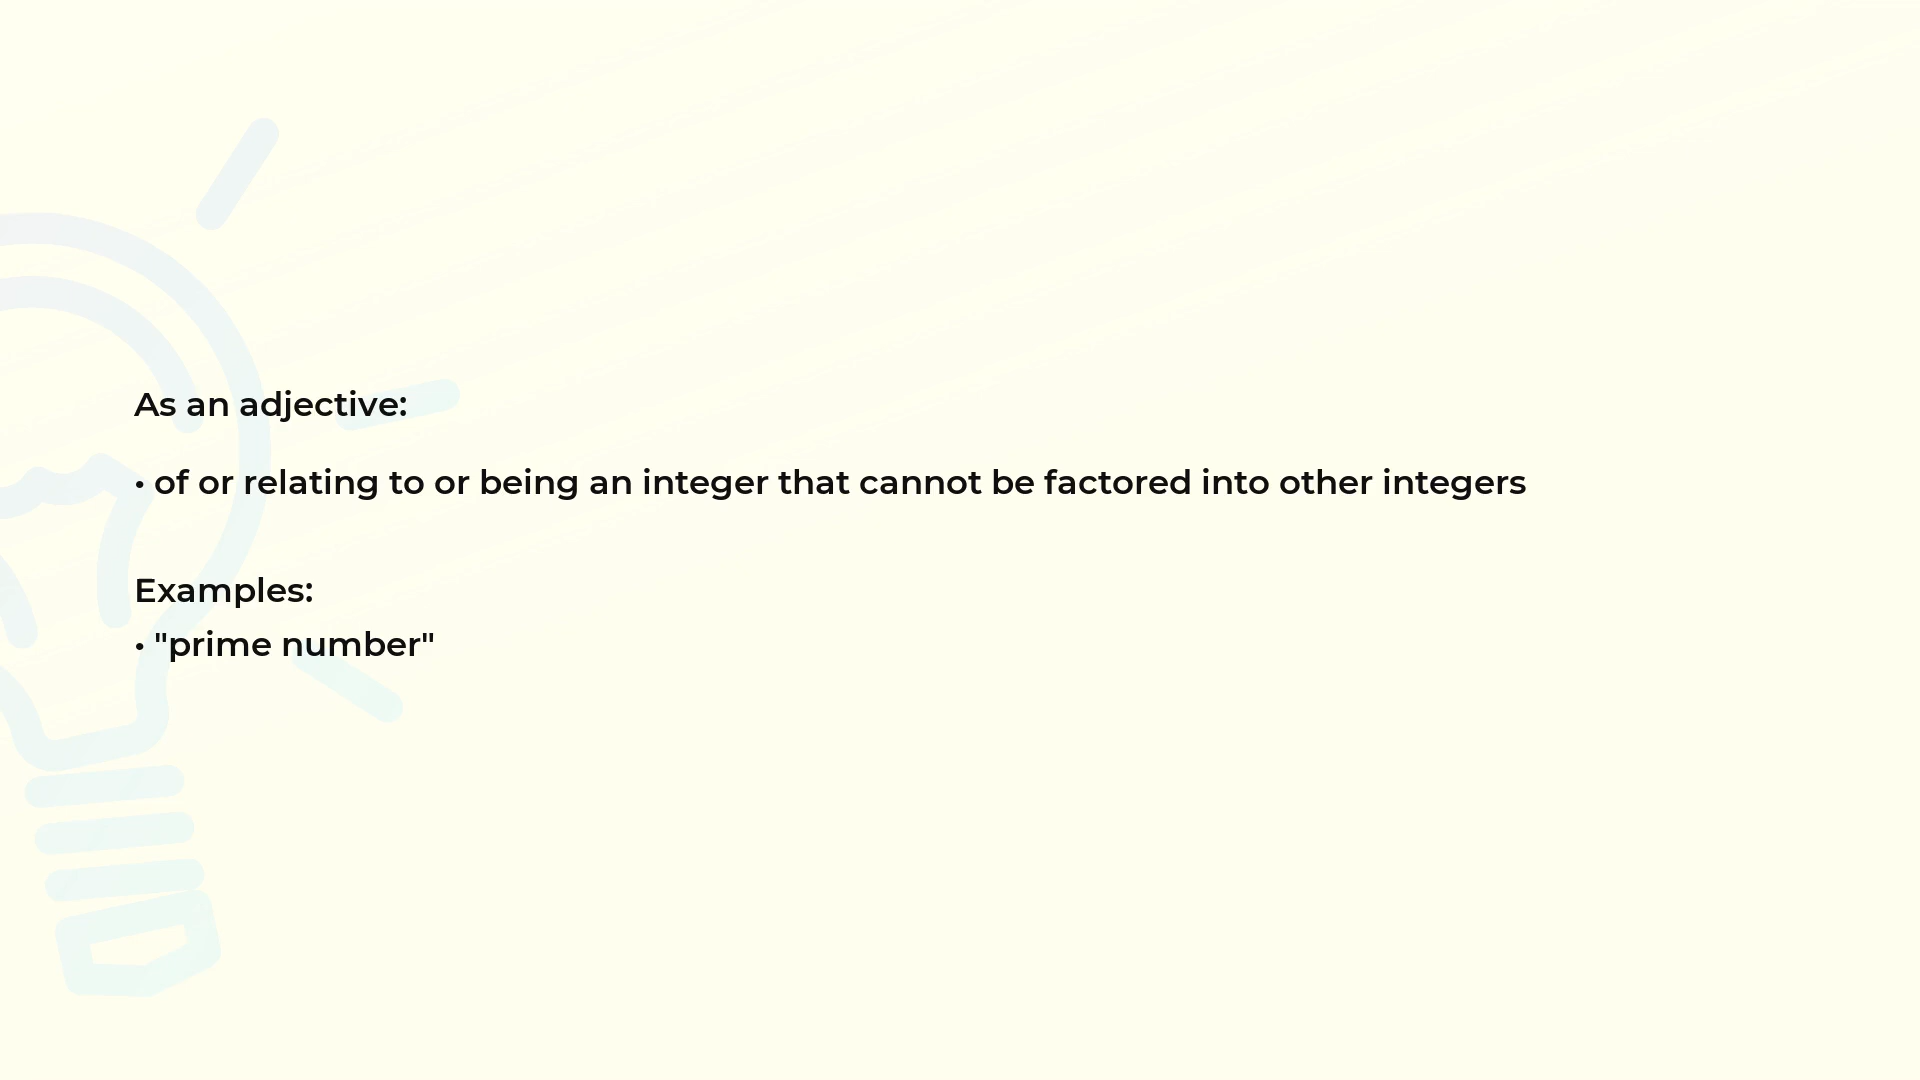 As an adjective:
• of or relating to or being an integer that cannot be factored into other integers
Examples:
• "prime number"